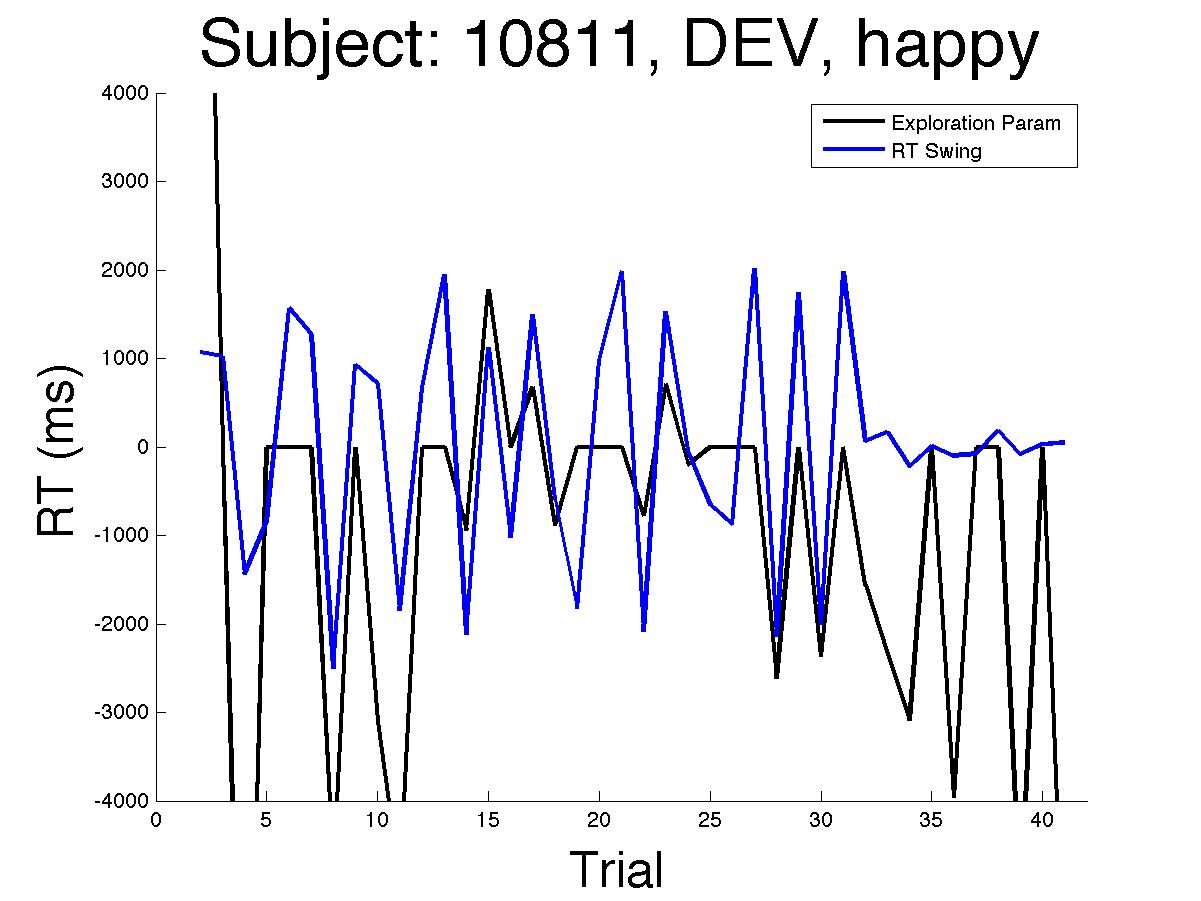 Subject: 10811, DEV, happy
Exploration Param
RT Swing
4000
3000
2000
1000
0
-1000
-2000
-3000
-4000
RT (ms)
0 5 10 15 20 25 30 35 40
Trial